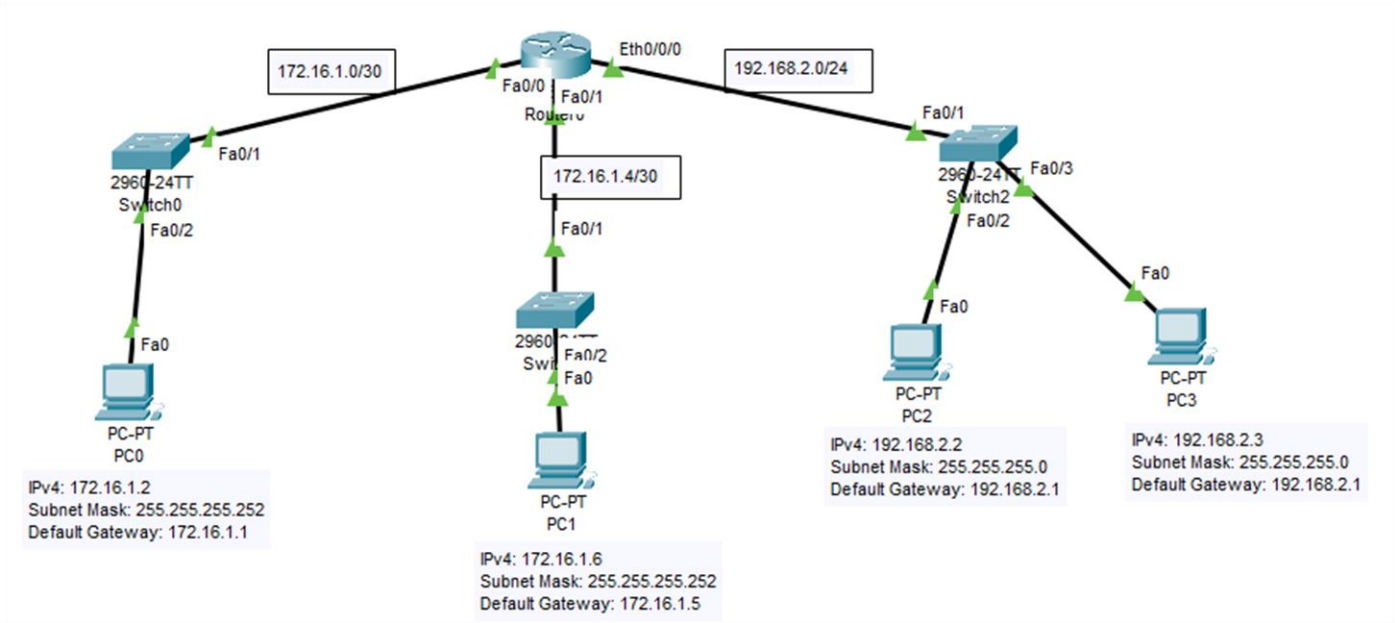 Eth0/0/0
172.16.1.0/30
192.168.2.0/24
Fa0/0
Fa0/1
Fa0/1
Fa0/1
2960-24TT
Switch0
172.16.1.4/30
2960-24TT
Switch2
Fa0/3
Fa0/2
Fa0/2
Fa0/1
Fa0
Fa0
Fa0
2960
Fa0/2
Fa0
PC-PT
PC0
PC-PT
PC1
PC-PT
PC2
PC-PT
PC3
IPv4: 172.16.1.2
Subnet Mask: 255.255.255.252
Default Gateway: 172.16.1.1
IPv4: 172.16.1.6
Subnet Mask: 255.255.255.252
Default Gateway: 172.16.1.5
IPv4: 192.168.2.2
Subnet Mask: 255.255.255.0
Default Gateway: 192.168.2.1
IPv4: 192.168.2.3
Subnet Mask: 255.255.255.0
Default Gateway: 192.168.2.1